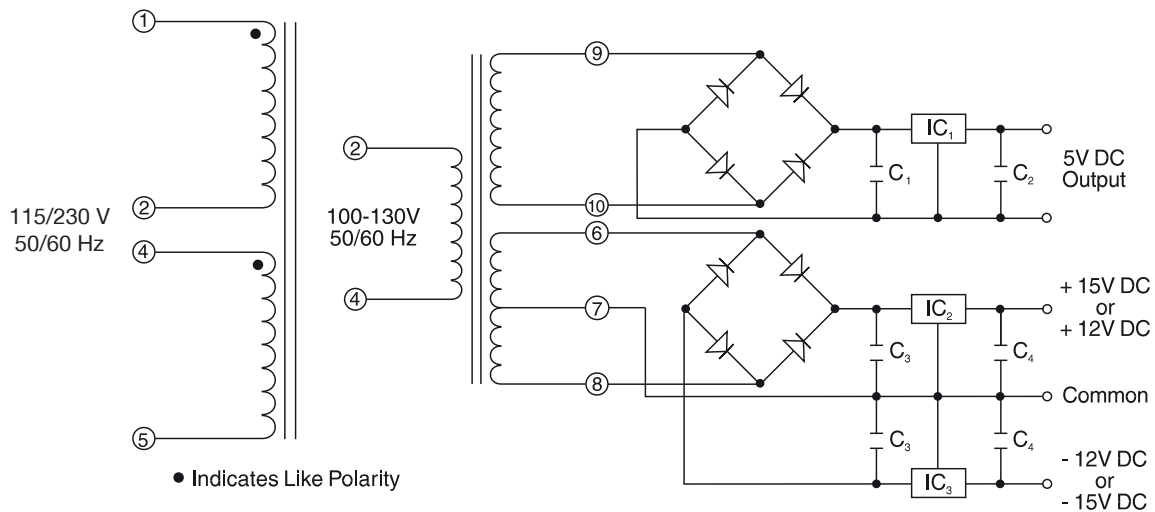 1
2
4
5
115/230 V
50/60 Hz
● Indicates Like Polarity
2
4
100-130V
50/60 Hz
9
10
6
7
8
IC₁
C₁
C₂
5V DC
Output
IC₂
C₃
C₄
+ 15V DC
or
+ 12V DC
Common
C₃
C₄
IC₃
- 12V DC
or
- 15V DC